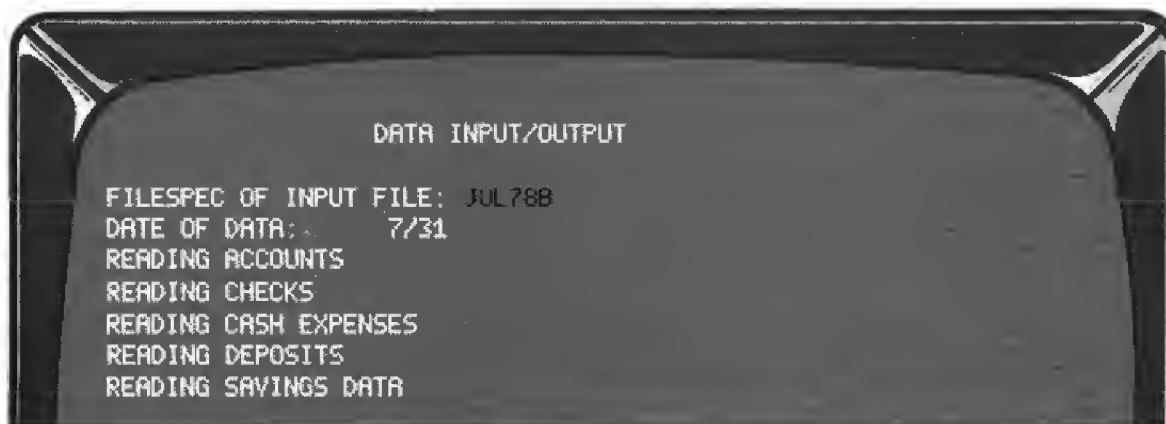 DATA INPUT/OUTPUT
FILESPEC OF INPUT FILE: JUL78B
DATE OF DATA: 7/31
READING ACCOUNTS
READING CHECKS
READING CASH EXPENSES
READING DEPOSITS
READING SAVINGS DATA